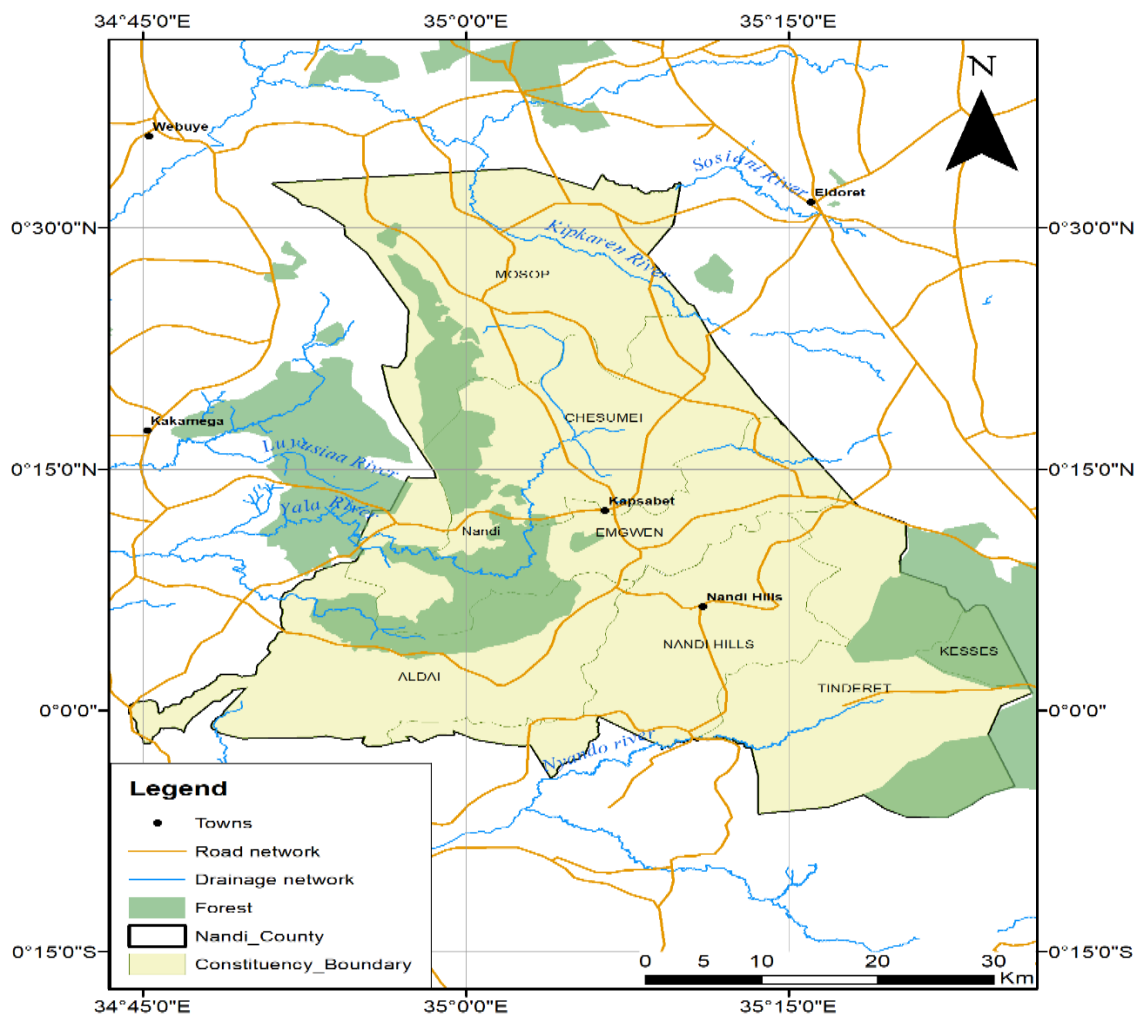 34°45'0"E 35°0'0"E 35°15'0"E
N
Webuye
Sosiani River
Eldoret
0°30'0"N 0°30'0"N
Kipkaren River
MOSOP
CHESUMEI
Kakamega
Luyusiaa River
0°15'0"N 0°15'0"N
Yala River
Kapsabet
Nandi
EMGWEN
Nandi Hills
NANDI HILLS
KESSES
ALDAI
TINDERET
0°0'0" 0°0'0"
Nyando river
Legend
Towns
Road network
Drainage network
Forest
Nandi_County
Constituency_Boundary
0°15'0"S 0°15'0"S
0 5 10 20 30
Km
34°45'0"E 35°0'0"E 35°15'0"E